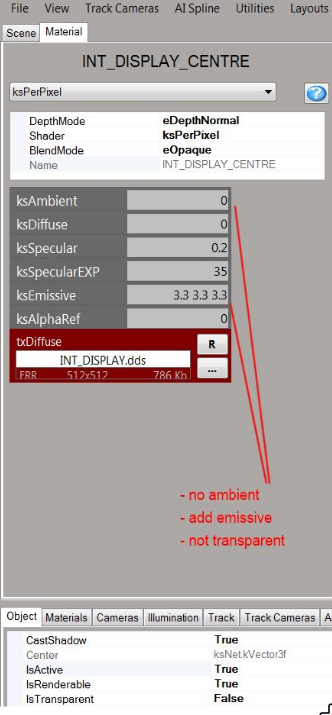 File View Track Cameras AI Spline Utilities Layouts
Scene Material
INT_DISPLAY_CENTRE
ksPerPixel
DepthMode eDepthNormal
Shader ksPerPixel
BlendMode eOpaque
Name INT_DISPLAY_CENTRE
ksAmbient 0
ksDiffuse 0
ksSpecular 0.2
ksSpecularEXP 35
ksEmissive 3.3 3.3 3.3
ksAlphaRef 0
txDiffuse R
INT_DISPLAY.dds
ERR 512x512 786 Kb ...
- no ambient
- add emissive
- not transparent
Object Materials Cameras Illumination Track Track Cameras A
CastShadow True
Center ksNet.kVector3f
IsActive True
IsRenderable True
IsTransparent False